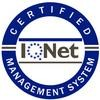 CERTIFIED
IQNet
MANAGEMENT SYSTEM